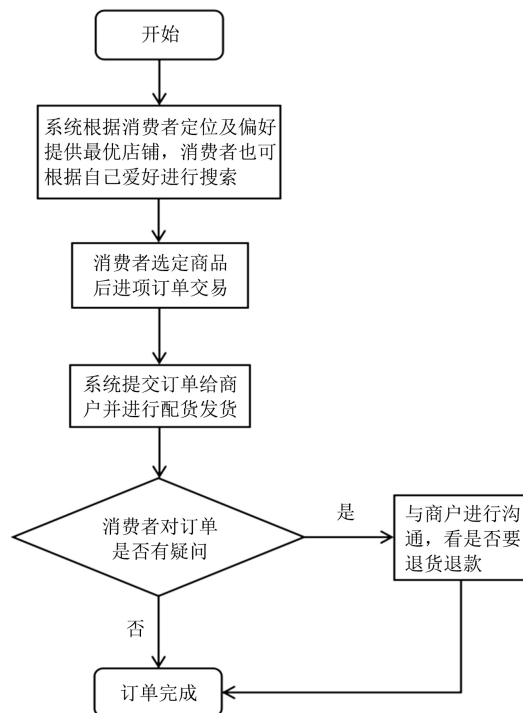 开始
系统根据消费者定位及偏好
提供最优店铺，消费者也可
根据自己爱好进行搜索
消费者选定商品
后进项订单交易
系统提交订单给商
户并进行配货发货
消费者对订单
是否有疑问
是
与商户进行沟
通，看是否要
退货退款
否
订单完成